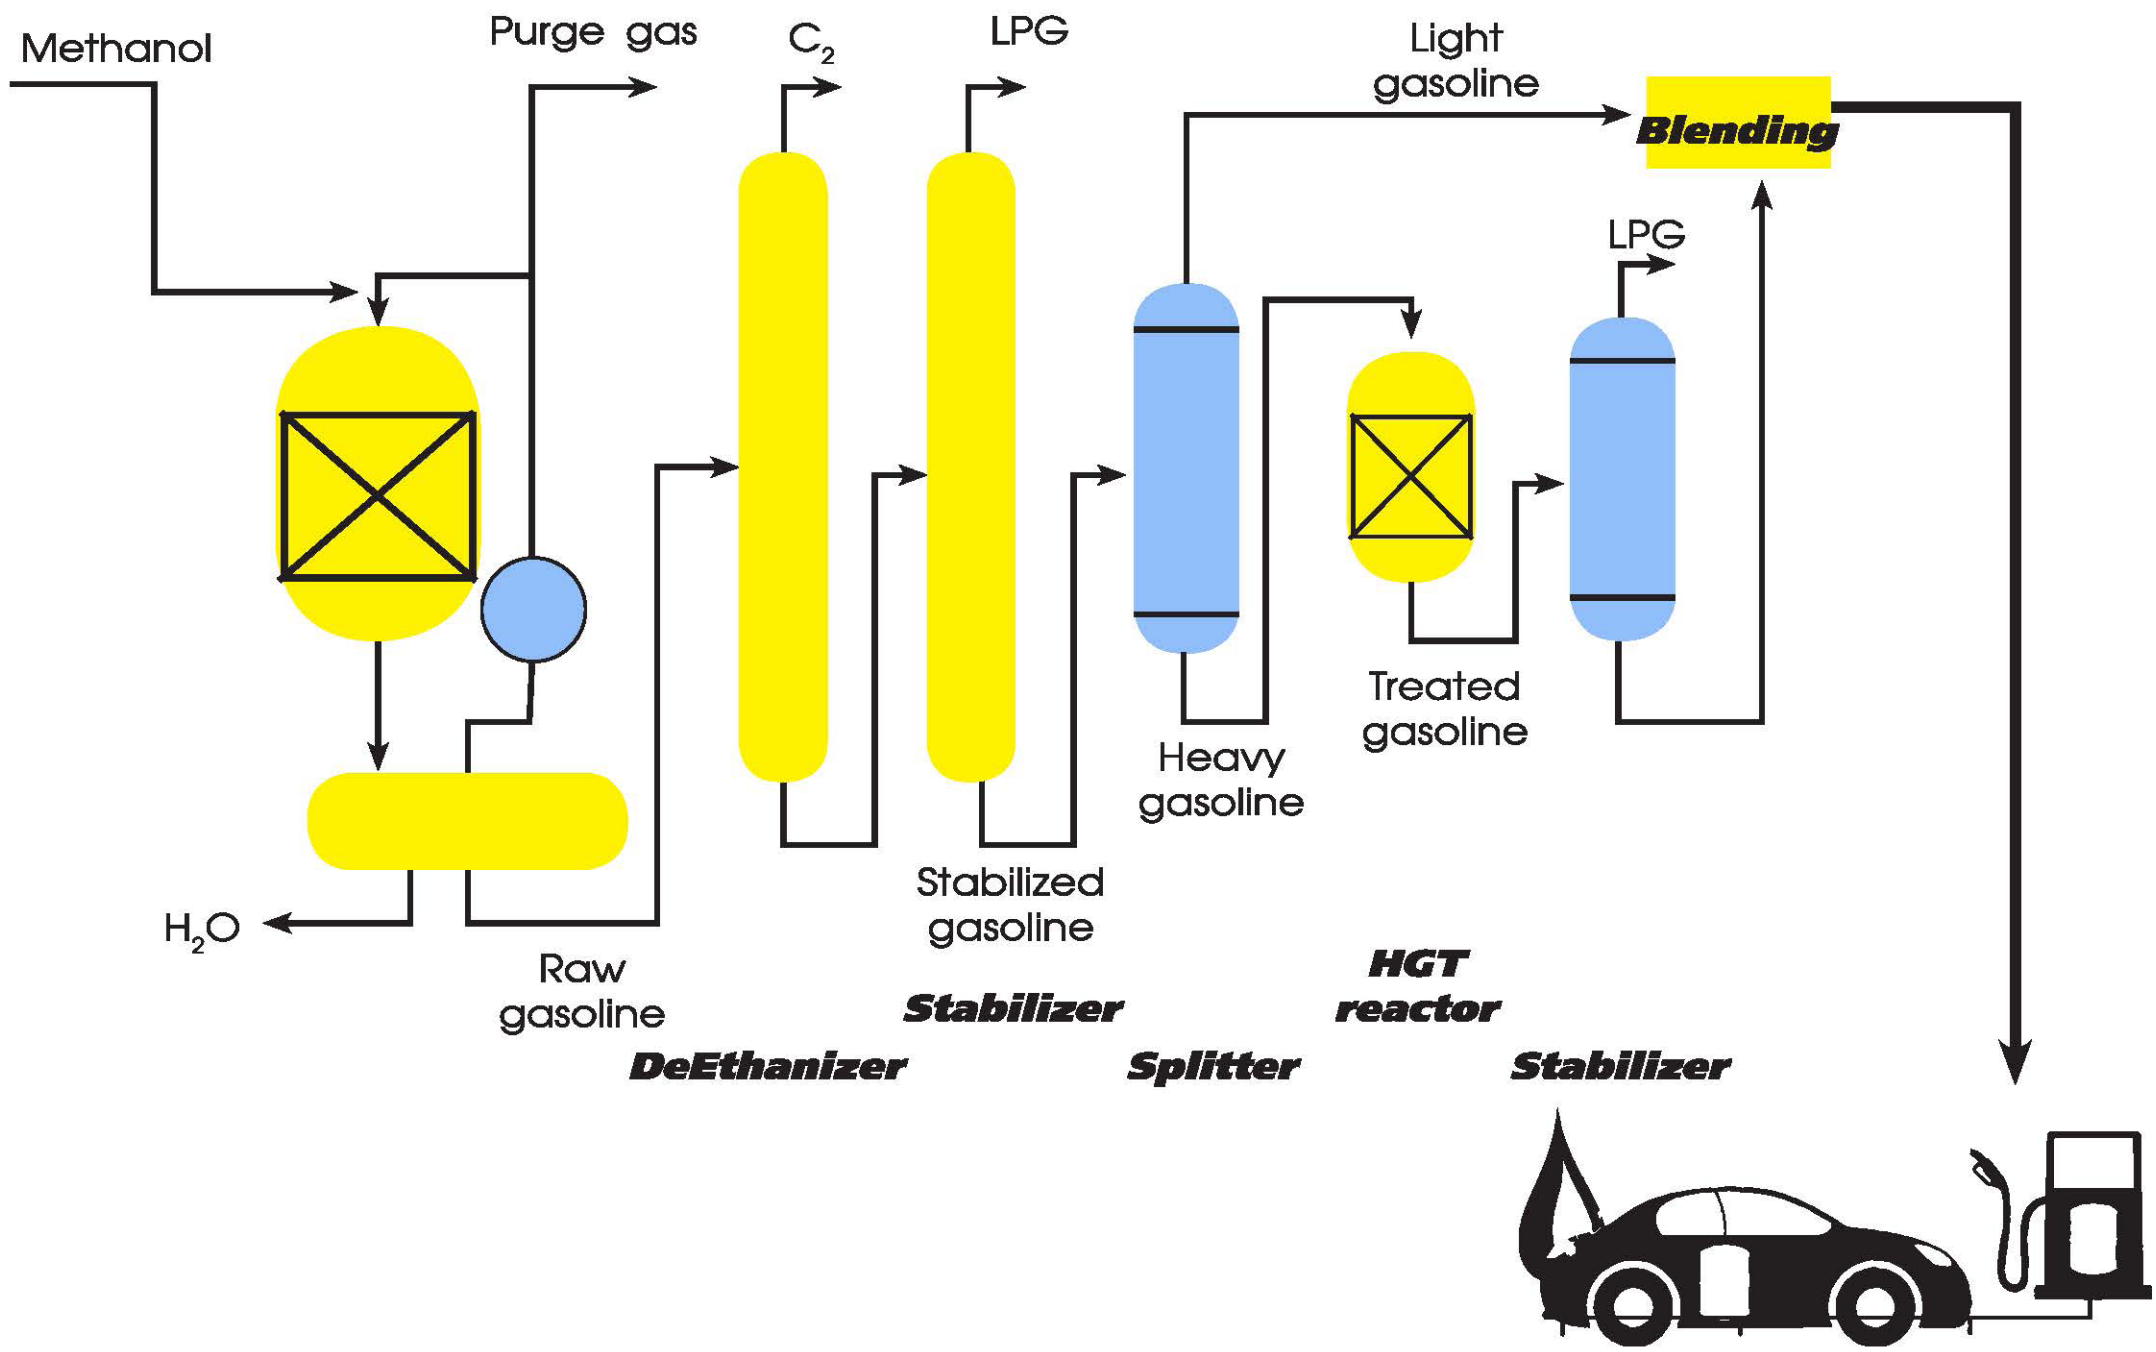 Methanol
Purge gas
C₂
LPG
Light
gasoline
Blending
LPG
Treated
gasoline
Heavy
gasoline
Stabilized
gasoline
H₂O
Raw
gasoline
HGT
reactor
Stabilizer
DeEthanizer
Splitter
Stabilizer